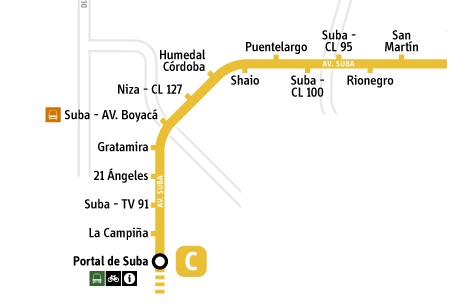 Suba -
CL 95
San
Martín
Puentelargo
Humedal
Córdoba
AV. SUBA
Shaio
Suba -
CL 100
Rionegro
Niza - CL 127
Suba - AV. Boyacá
Gratamira
21 Ángeles
AV. SUBA
Suba - TV 91
La Campiña
Portal de Suba
C
i